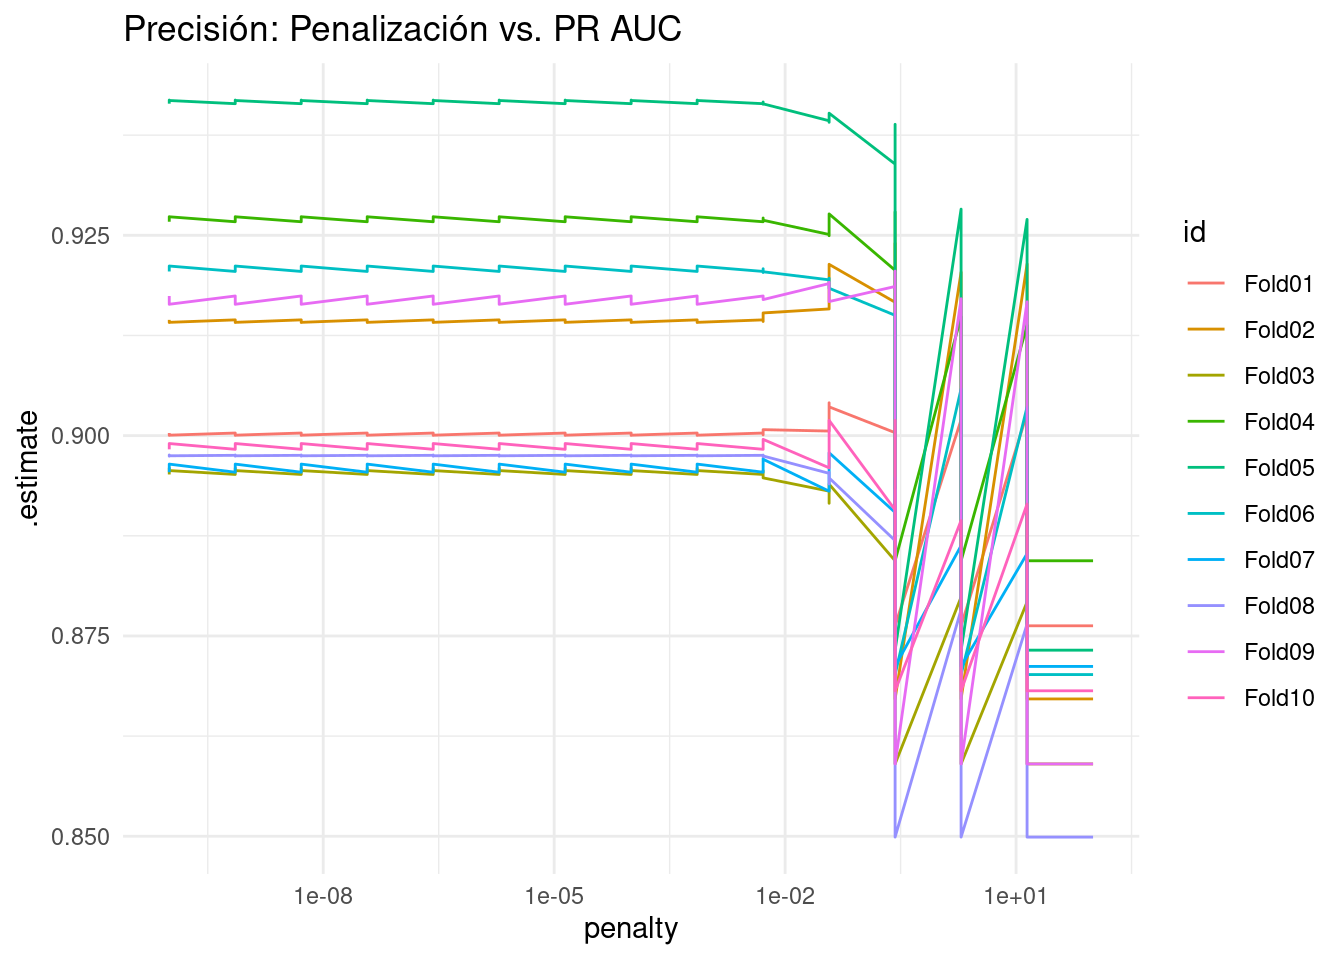 Precisión: Penalización vs. PR AUC
.estimate
0.925
0.900
0.875
0.850
1e-08
1e-05
1e-02
1e+01
penalty
id
Fold01
Fold02
Fold03
Fold04
Fold05
Fold06
Fold07
Fold08
Fold09
Fold10